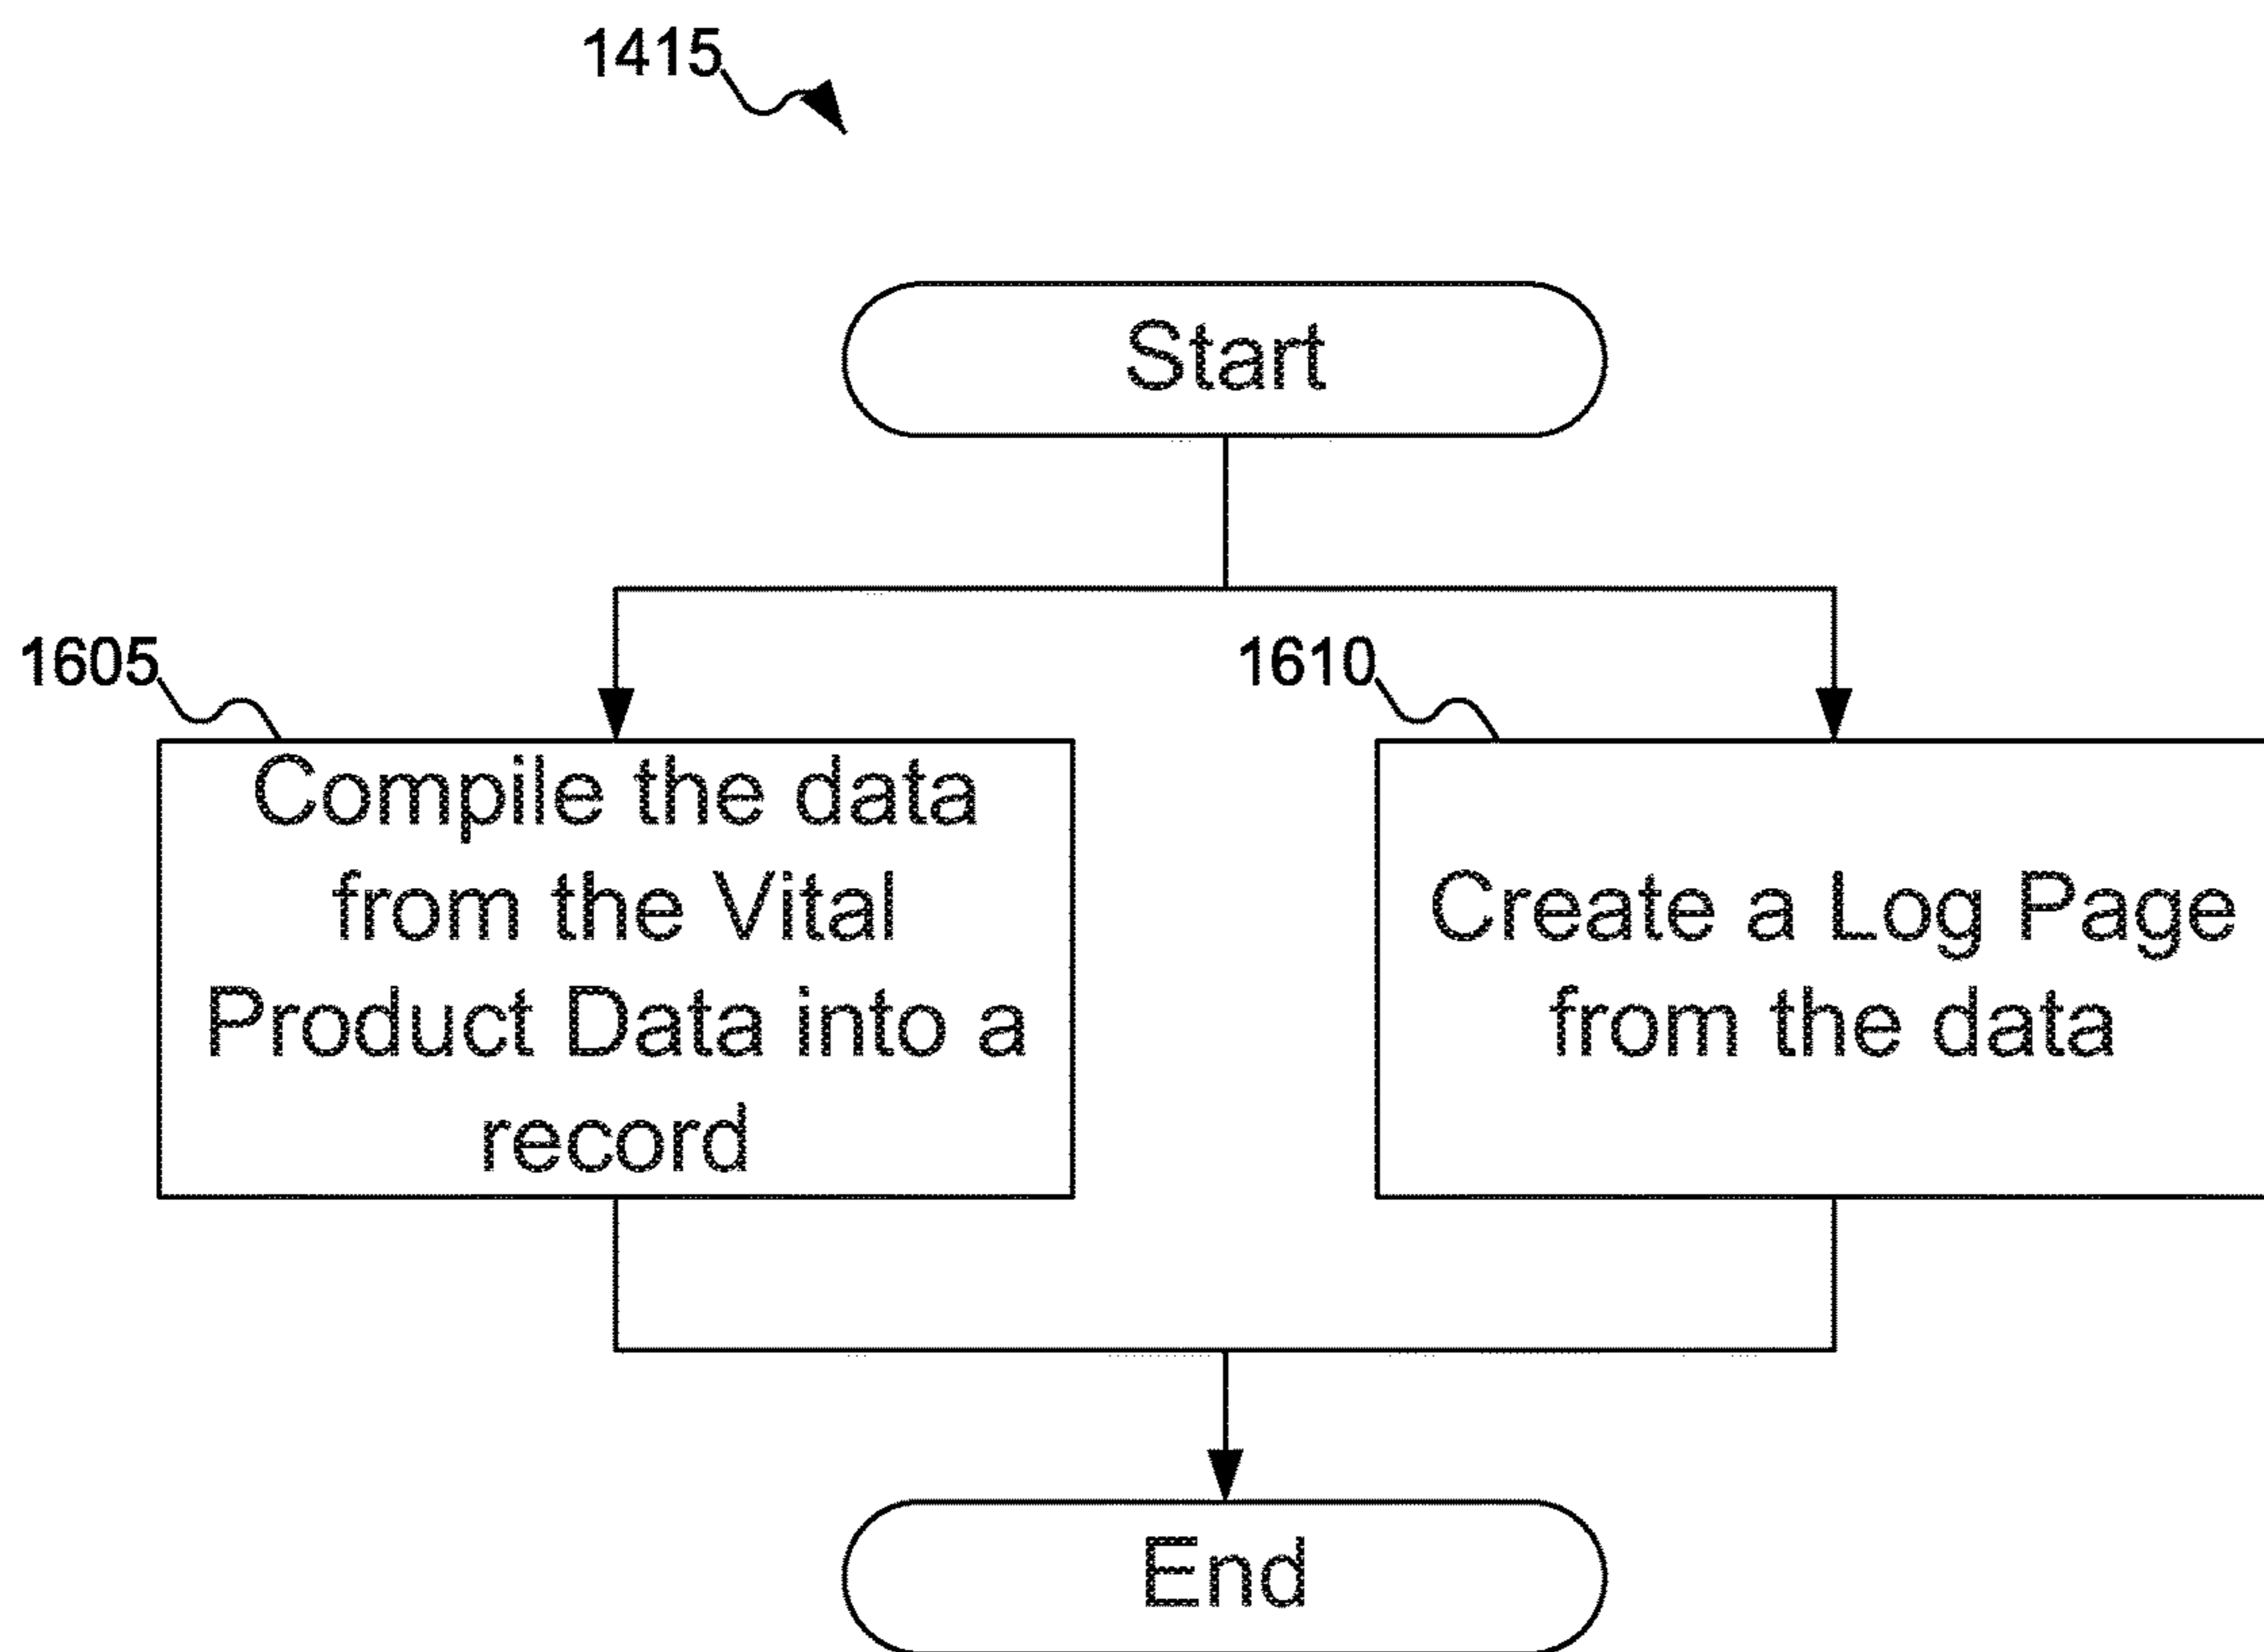 1415
Start
1605
1610
Compile the data
from the Vital
Product Data into a
record
Create a Log Page
from the data
End